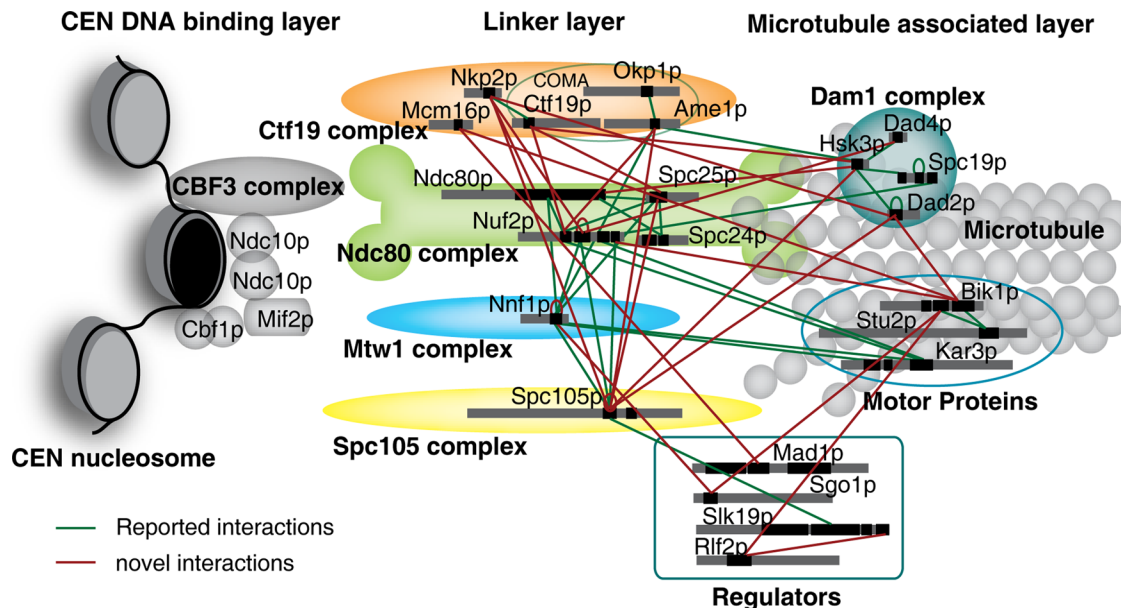 CEN DNA binding layer
Linker layer
Microtubule associated layer
Nkp2p
COMA
Okp1p
Mcm16p
Ctf19p
Ame1p
Ctf19 complex
Dam1 complex
Dad4p
Hsk3p
Spc19p
Dad2p
CBF3 complex
Ndc80p
Spc25p
Nuf2p
Spc24p
Ndc80 complex
Microtubule
Ndc10p
Ndc10p
Cbf1p
Mif2p
Nnf1p
Mtw1 complex
Bik1p
Stu2p
Kar3p
Motor Proteins
Spc105p
Spc105 complex
CEN nucleosome
Mad1p
Sgo1p
Slk19p
Rlf2p
Regulators
Reported interactions
novel interactions